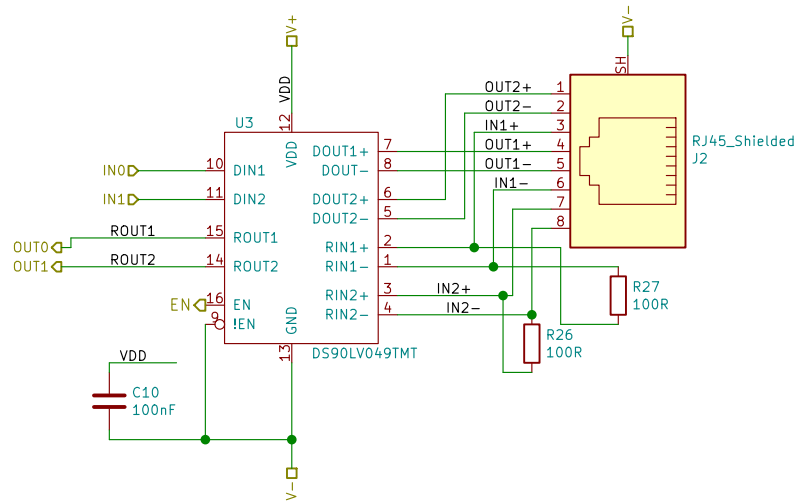 V+
V-
VDD
SH
U3
12
VDD
OUT2+ 1
OUT2- 2
IN1+ 3
OUT1+ 4
OUT1- 5
IN1- 6
7
8
RJ45_Shielded
J2
IN0 10 DIN1
IN1 11 DIN2
OUT0 ROUT1 15 ROUT1
OUT1 ROUT2 14 ROUT2
EN 16 EN
9 !EN
DOUT1+ 7
DOUT- 8
DOUT2+ 6
DOUT2- 5
RIN1+ 2
RIN1- 1
RIN2+ 3 IN2+
RIN2- 4 IN2-
GND
13
DS90LV049TMT
R27
100R
R26
100R
VDD
C10
100nF
V-